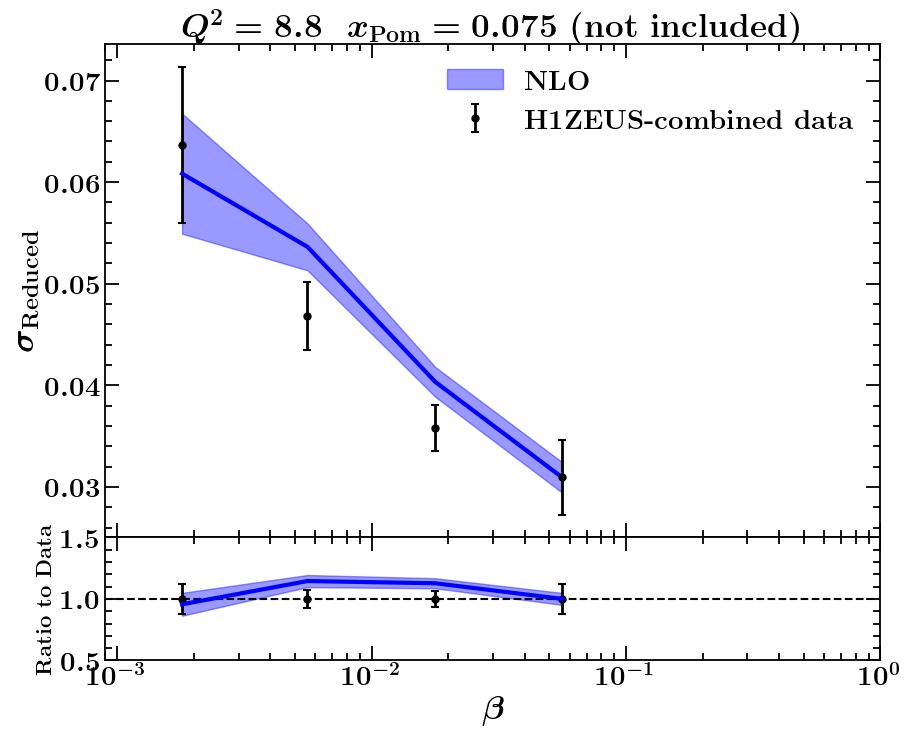 Q² = 8.8 x_Pom = 0.075 (not included)
NLO
H1ZEUS-combined data
σ_Reduced
0.07
0.06
0.05
0.04
0.03
Ratio to Data
1.5
1.0
0.5
10⁻³ 10⁻² 10⁻¹ 10⁰
β